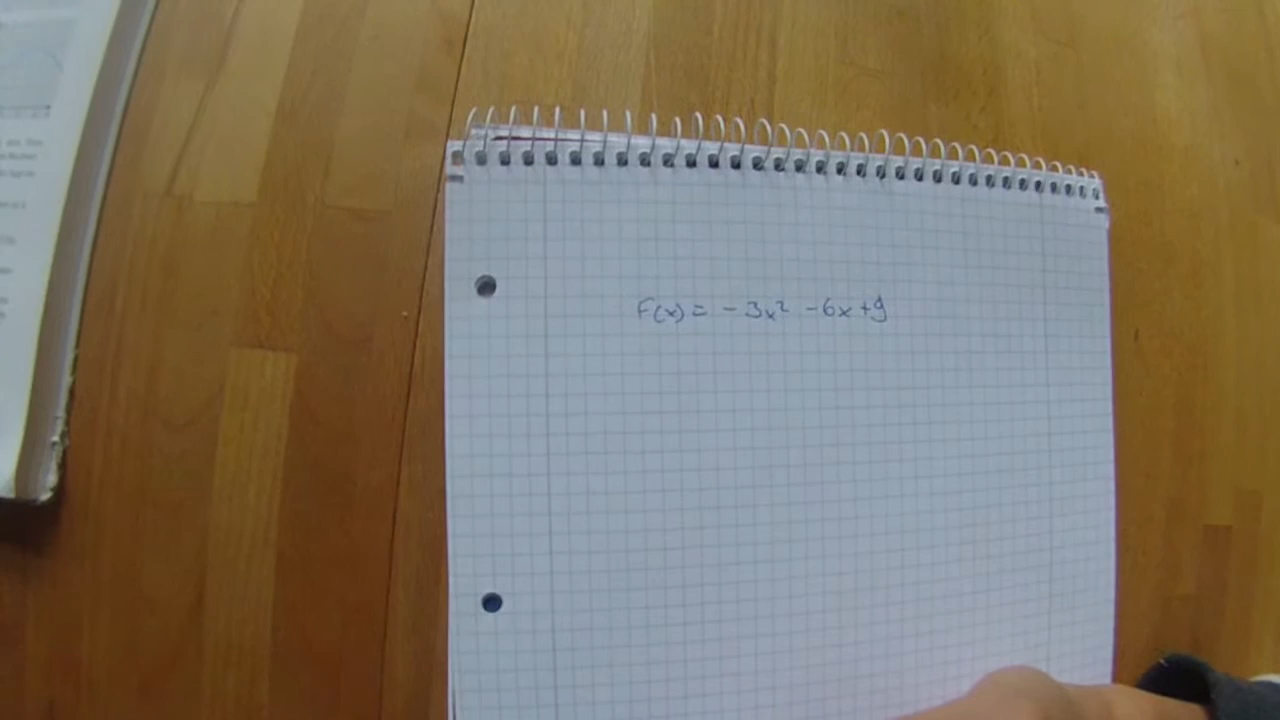 F(x) = -3x² -6x+9